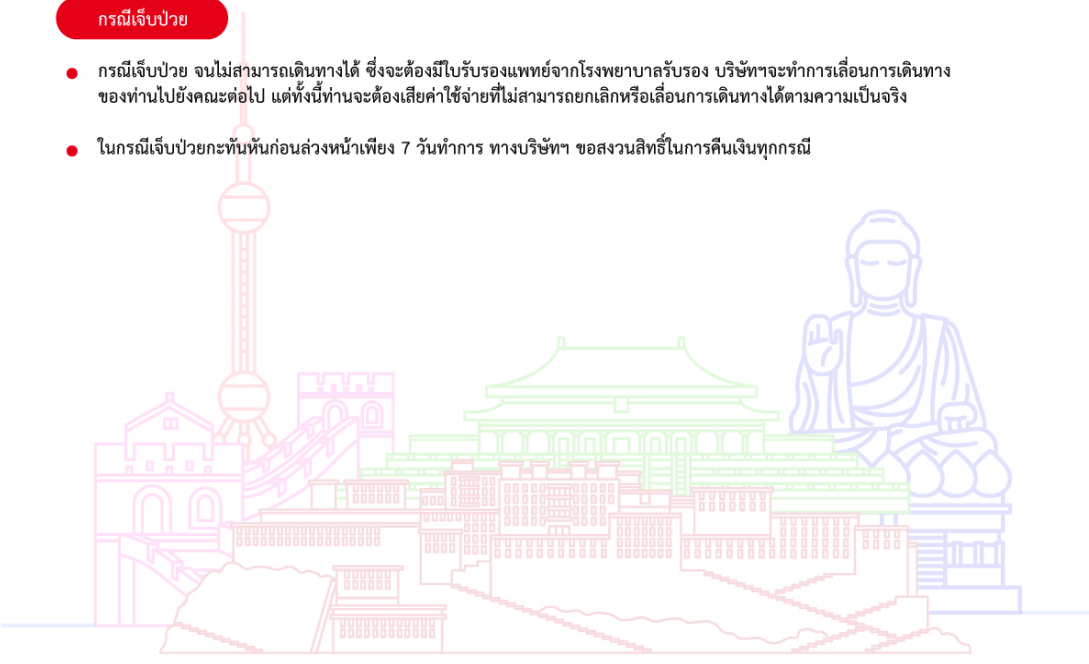 กรณีเจ็บป่วย
กรณีเจ็บป่วย จนไม่สามารถเดินทางได้ ซึ่งจะต้องมีใบรับรองแพทย์จากโรงพยาบาลรับรอง บริษัทฯจะทำการเลื่อนการเดินทาง
ของท่านไปยังคณะต่อไป แต่ทั้งนี้ท่านจะต้องเสียค่าใช้จ่ายที่ไม่สามารถยกเลิกหรือเลื่อนการเดินทางได้ตามความเป็นจริง
ในกรณีเจ็บป่วยกะทันหันก่อนล่วงหน้าเพียง 7 วันทำการ ทางบริษัทฯ ขอสงวนสิทธิ์ในการคืนเงินทุกกรณี